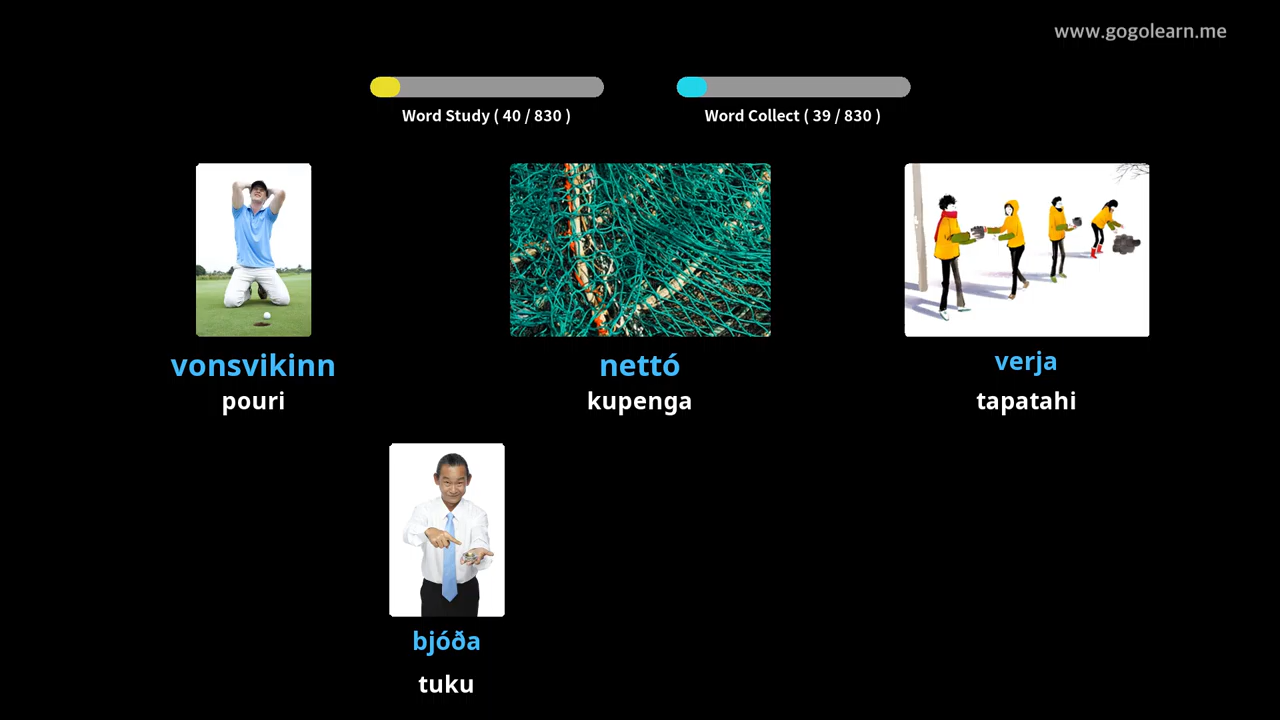 www.gogolearn.me
Word Study ( 40 / 830 )
Word Collect ( 39 / 830 )
vonsvikinn
pouri
nettó
kupenga
verja
tapatahi
bjóða
tuku